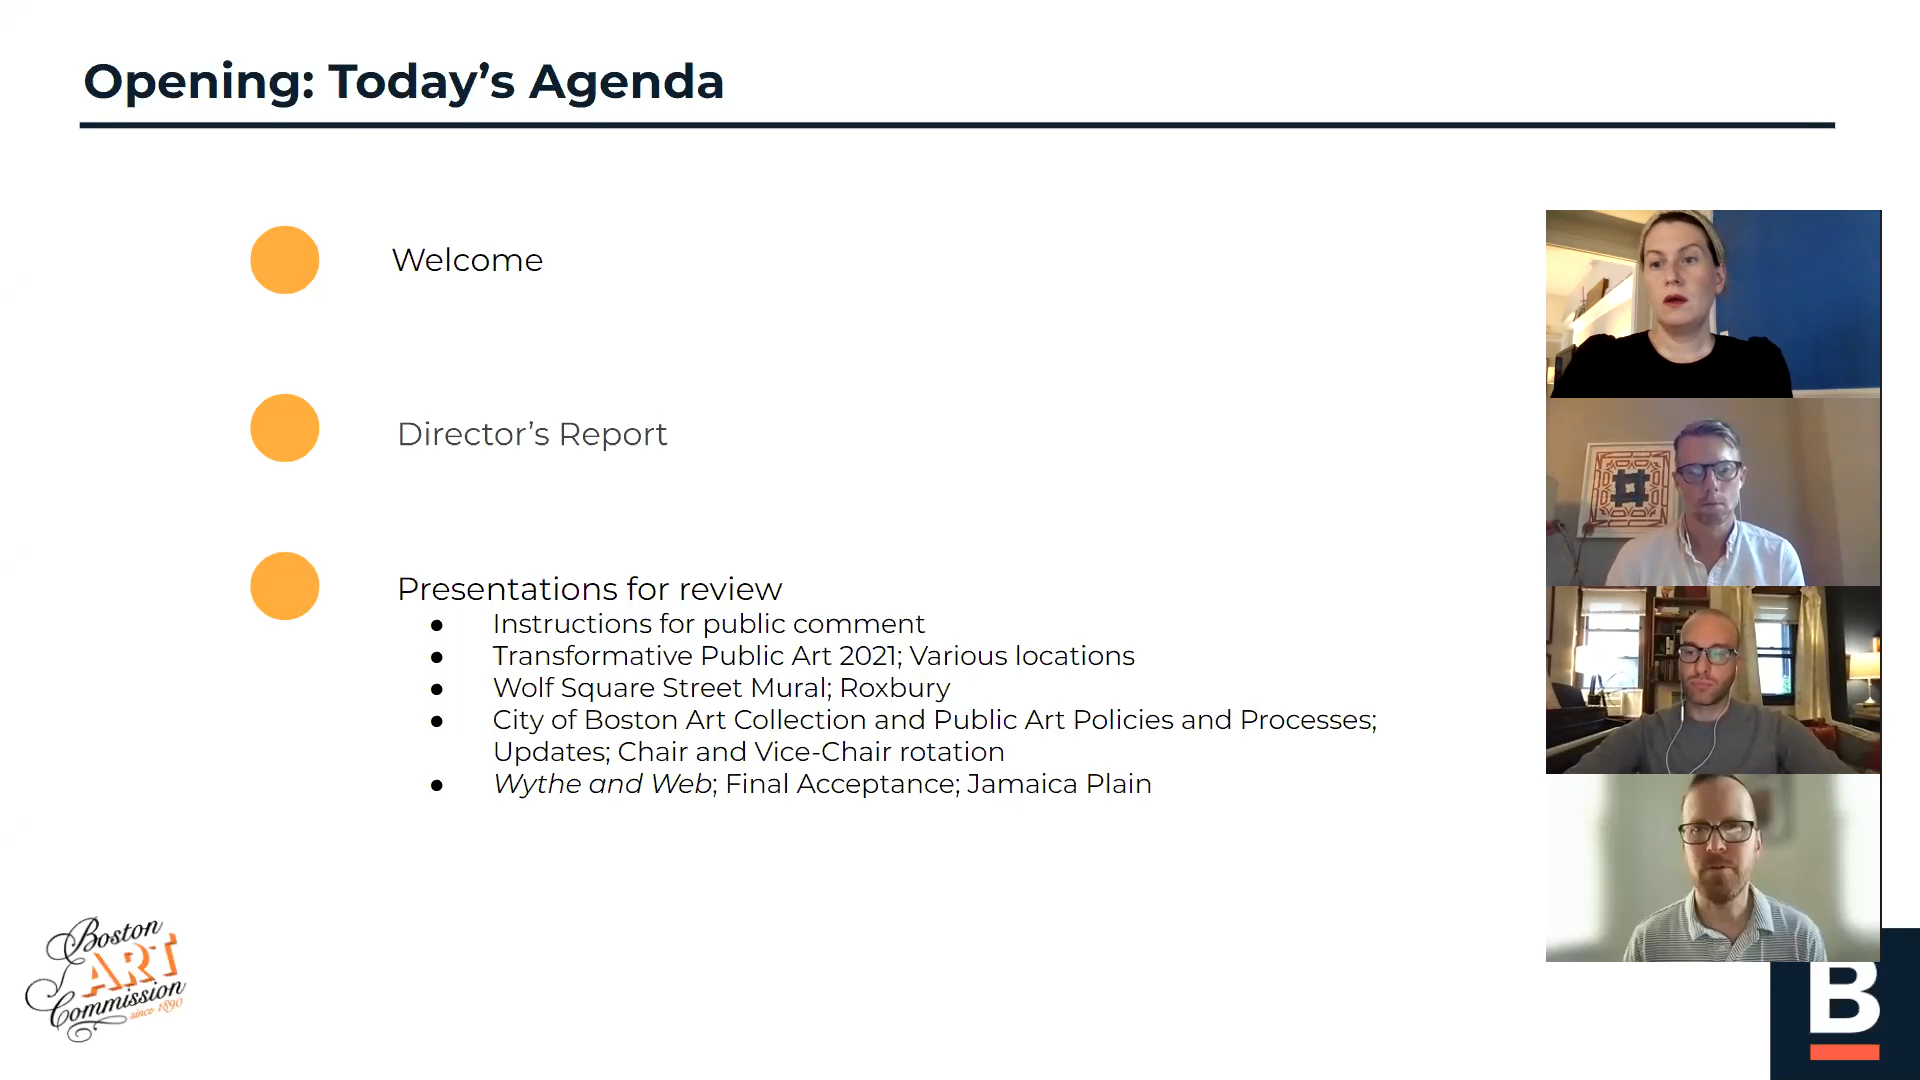 Opening: Today’s Agenda
Welcome
Director’s Report
Presentations for review
● Instructions for public comment
● Transformative Public Art 2021; Various locations
● Wolf Square Street Mural; Roxbury
● City of Boston Art Collection and Public Art Policies and Processes;
Updates; Chair and Vice-Chair rotation
● Wythe and Web; Final Acceptance; Jamaica Plain
Boston
ART
Commission
since 1890
B